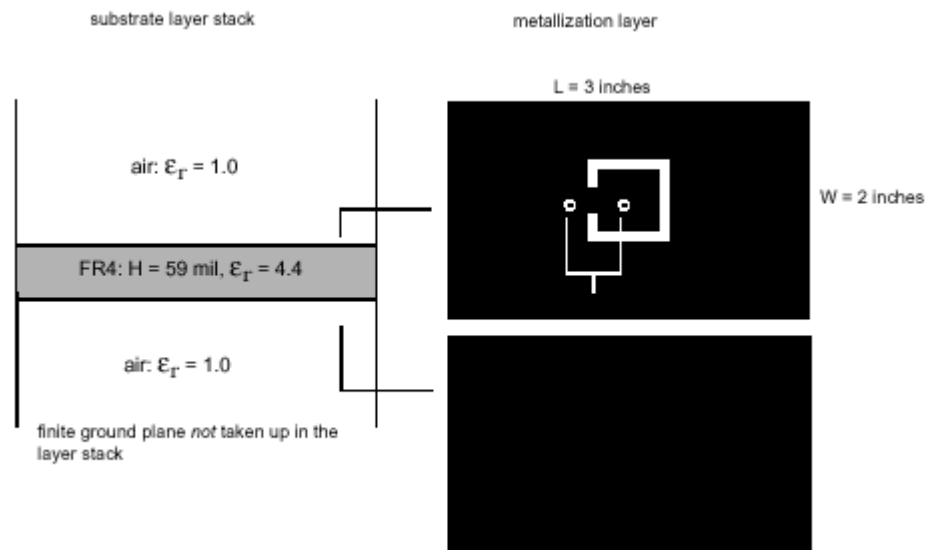 substrate layer stack
metallization layer
L = 3 inches
air: εr = 1.0
W = 2 inches
FR4: H = 59 mil, εr = 4.4
air: εr = 1.0
finite ground plane not taken up in the
layer stack